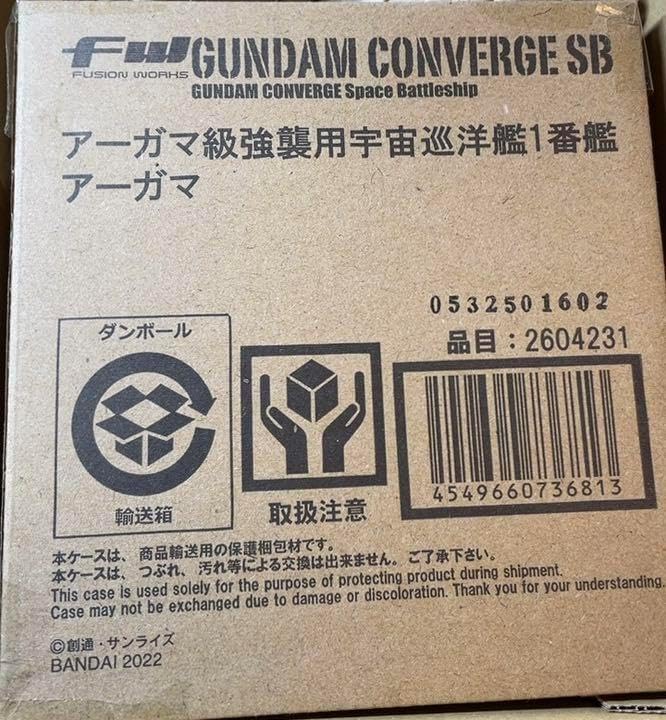 FW GUNDAM CONVERGE SB
FUSION WORKS
GUNDAM CONVERGE Space Battleship
アーガマ級強襲用宇宙巡洋艦1番艦
アーガマ
0532501602
品目：2604231
ダンボール
輸送箱
取扱注意
4549660736813
本ケースは、商品輸送用の保護梱包材です。
本ケースは、つぶれ、汚れ等による交換は出来ません。ご了承下さい。
This case is used solely for the purpose of protecting product during shipment.
Case may not be exchanged due to damage or discoloration. Thank you for your understanding.
©創通・サンライズ
BANDAI 2022